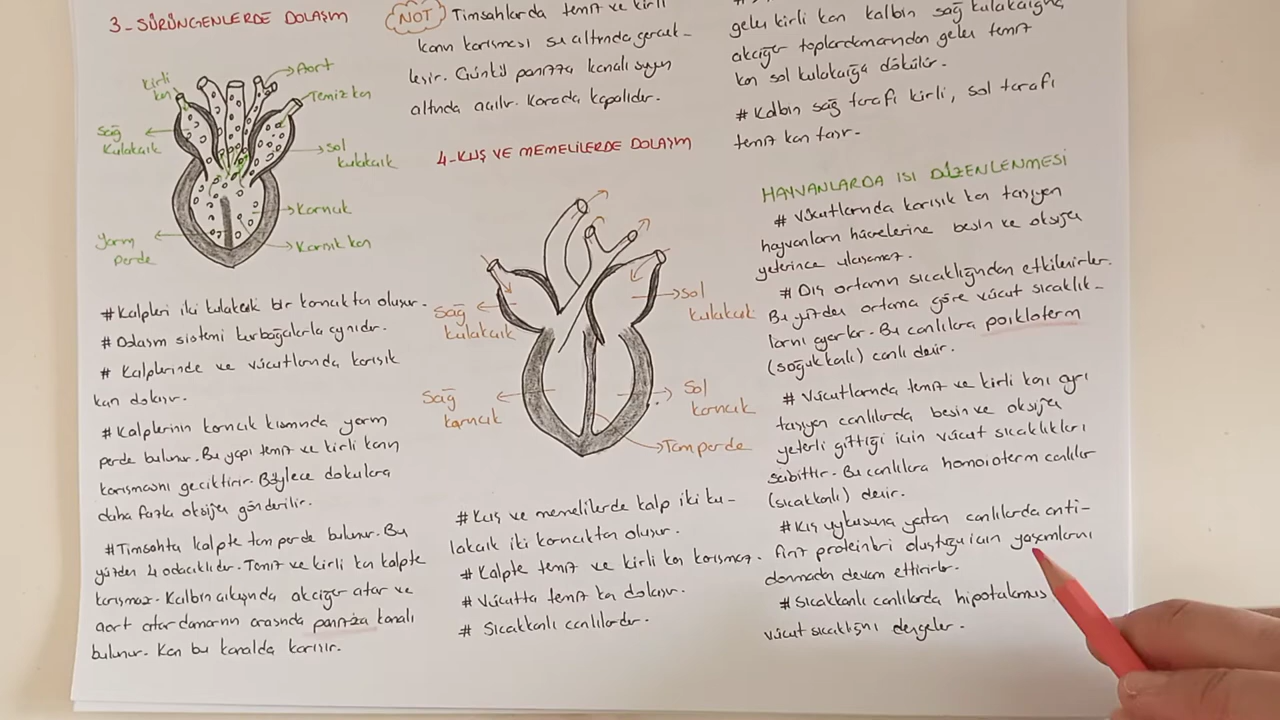 3-SÜRÜNGENLERDE DOLAŞIM
Kirli
kan
Aort
Temiz kan
Sağ
Kulakçık
Sol
kulakçık
Karıncık
Yarım
perde
Karışık kan
#Kalpleri iki kulakçık bir karıncıktan oluşur.
#Dolaşım sistemi kurbağalarla aynıdır.
# Kalplerinde ve vücutlarında karışık
kan dolaşır.
#Kalplerinin karıncık kısmında yarım
perde bulunur. Bu yapı temiz ve kirli kanın
karışmasını geciktirir. Böylece dokulara
daha fazla oksijen gönderilir.
#Timsahta kalpte tam perde bulunur. Bu
yüzden 4 odacıklıdır. Temiz ve kirli kan kalpte
karışmaz. Kalbin çıkışında akciğer atar ve
aort atar damarın arasında panizza kanalı
bulunur. Kan bu kanalda karışır.
NOT
Timsahlarda temiz ve kirli
kanın karışması su altında gerçek-
leşir. Çünkü panizza kanalı suyun
altında açılır. Karada kapalıdır.
4-KUŞ VE MEMELİLERDE DOLAŞIM
Sağ
kulakçık
Sol
kulakçık
Sağ
karıncık
Sol
karıncık
Tam perde
#Kuş ve memelilerde kalp iki ku-
lakçık iki karıncıktan oluşur.
#Kalpte temiz ve kirli kan karışmaz.
#Vücutta temiz kan dolaşır.
# Sıcakkanlı canlılardır.
gelen kirli kan kalbin sağ kulakçığına,
akciğer toplardamarından gelen temiz
kan sol kulakçığa dökülür.
#Kalbin sağ tarafı kirli, sol tarafı
temiz kan taşır.
HAYVANLARDA ISI DÜZENLENMESİ
#Vücutlarında karışık kan taşıyan
hayvanların hücrelerine besin ve oksijen
yeterince ulaşamaz.
#Dış ortamın sıcaklığından etkilenirler.
Bu yüzden ortama göre vücut sıcaklık-
larını ayarlar. Bu canlılara poikloterm
(soğukkanlı) canlı denir.
# Vücutlarında temiz ve kirli kanı ayrı
taşıyan canlılarda besin ve oksijen
yeterli gittiği için vücut sıcaklıkları
sabittir. Bu canlılara homoioterm canlılar
(sıcakkanlı) denir.
#Kış uykusuna yatan canlılarda anti-
firiz proteinleri oluştuğu için yaşamlarını
donmadan devam ettirirler.
#Sıcakkanlı canlılarda hipotalamus
vücut sıcaklığını dengeler.